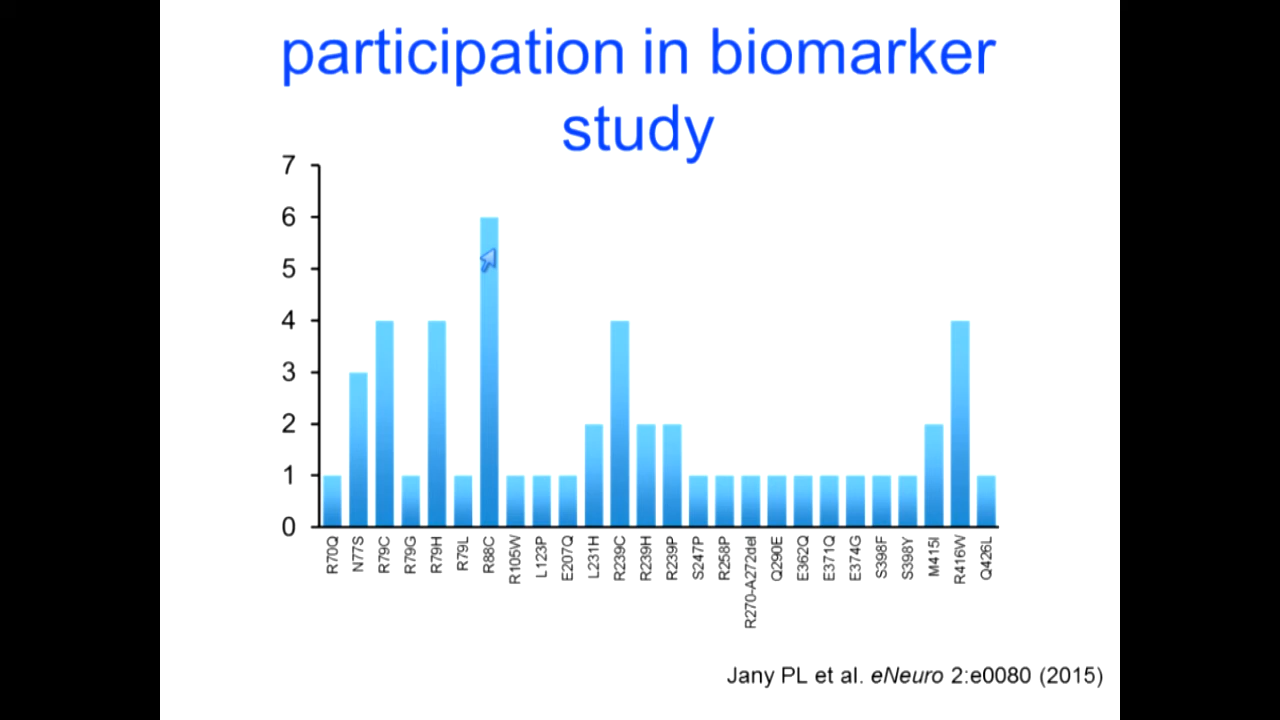 participation in biomarker
study
7
6
5
4
3
2
1
0
R70Q
N77S
R79C
R79G
R79H
R79L
R88C
R105W
L123P
E207Q
L231H
R239C
R239H
R239P
S247P
R258P
R270-A272del
Q290E
E362Q
E371Q
E374G
S398F
S398Y
M415I
R416W
Q426L
Jany PL et al. eNeuro 2:e0080 (2015)